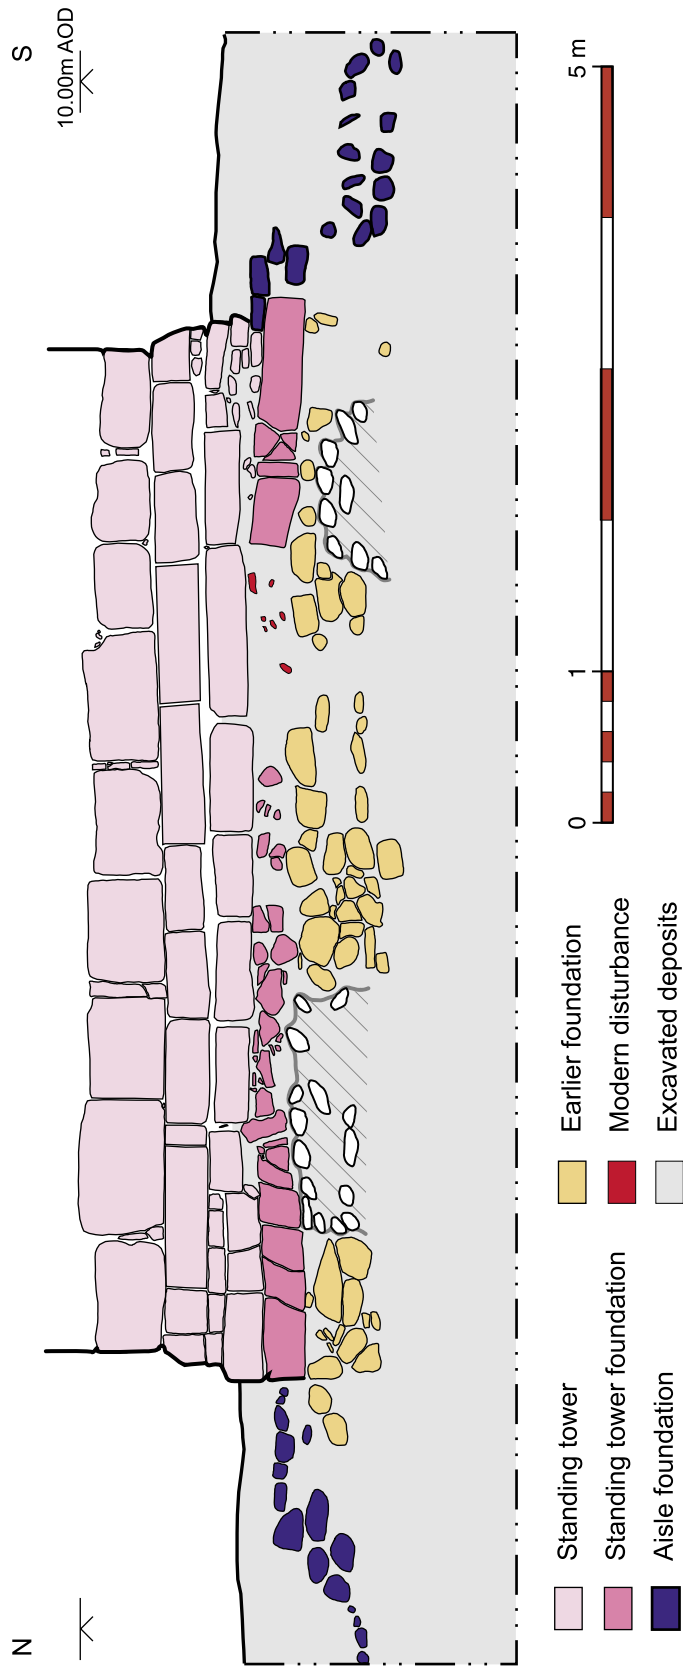 N
S
10.00m AOD
Standing tower
Standing tower foundation
Aisle foundation
Earlier foundation
Modern disturbance
Excavated deposits
0
1
5 m